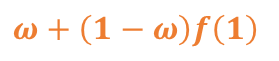 ω + (1 − ω)f(1)